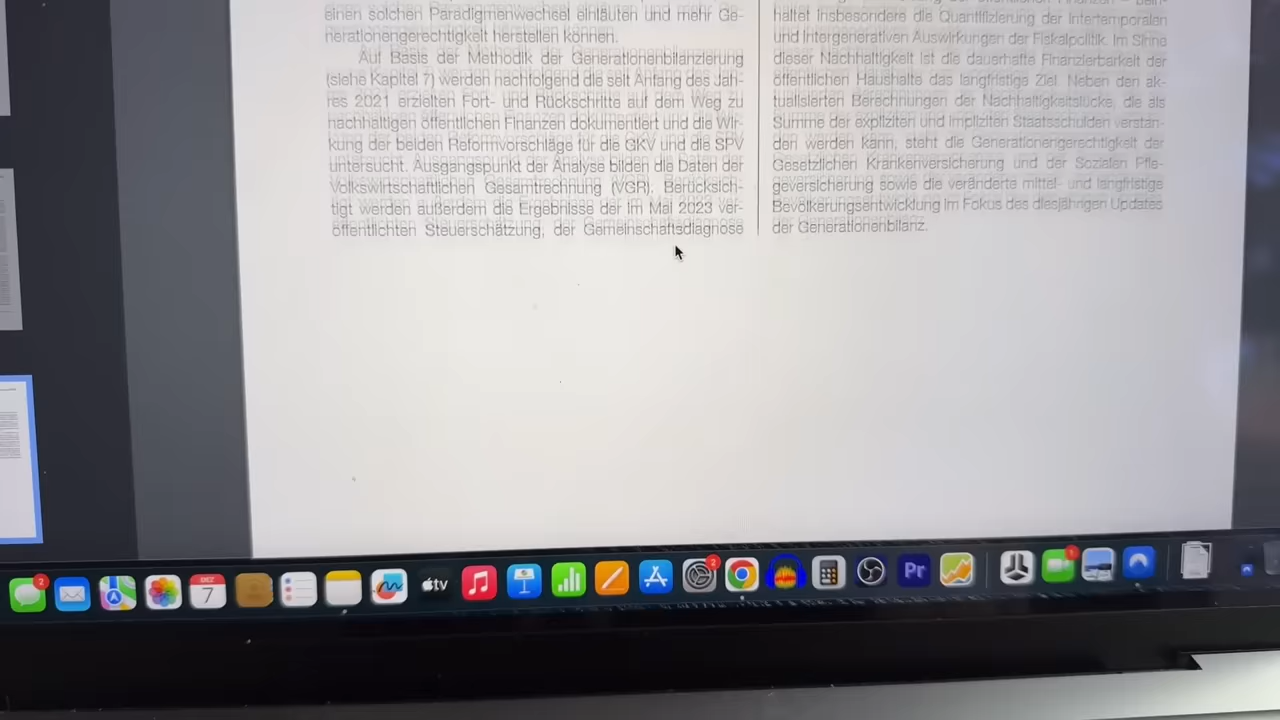 einen solchen Paradigmenwechsel einläuten und mehr Ge-
nerationengerechtigkeit herstellen können.
Auf Basis der Methodik der Generationenbilanzierung
(siehe Kapitel 7) werden nachfolgend die seit Anfang des Jah-
res 2021 erzielten Fort- und Rückschritte auf dem Weg zu
nachhaltigen öffentlichen Finanzen dokumentiert und die Wir-
kung der beiden Reformvorschläge für die GKV und die SPV
untersucht. Ausgangspunkt der Analyse bilden die Daten der
Volkswirtschaftlichen Gesamtrechnung (VGR). Berücksich-
tigt werden außerdem die Ergebnisse der im Mai 2023 ver-
öffentlichten Steuerschätzung, der Gemeinschaftsdiagnose
haltet insbesondere die Quantifizierung der intertemporalen
und intergenerativen Auswirkungen der Fiskalpolitik. Im Sinne
dieser Nachhaltigkeit ist die dauerhafte Finanzierbarkeit der
öffentlichen Haushalte das langfristige Ziel. Neben den ak-
tualisierten Berechnungen der Nachhaltigkeitslücke, die als
Summe der expliziten und impliziten Staatsschulden verstan-
den werden kann, steht die Generationengerechtigkeit der
Gesetzlichen Krankenversicherung und der Sozialen Pfle-
geversicherung sowie die veränderte mittel- und langfristige
Bevölkerungsentwicklung im Fokus des diesjährigen Updates
der Generationenbilanz.
2
DEZ
7
tv
2
Pr
1